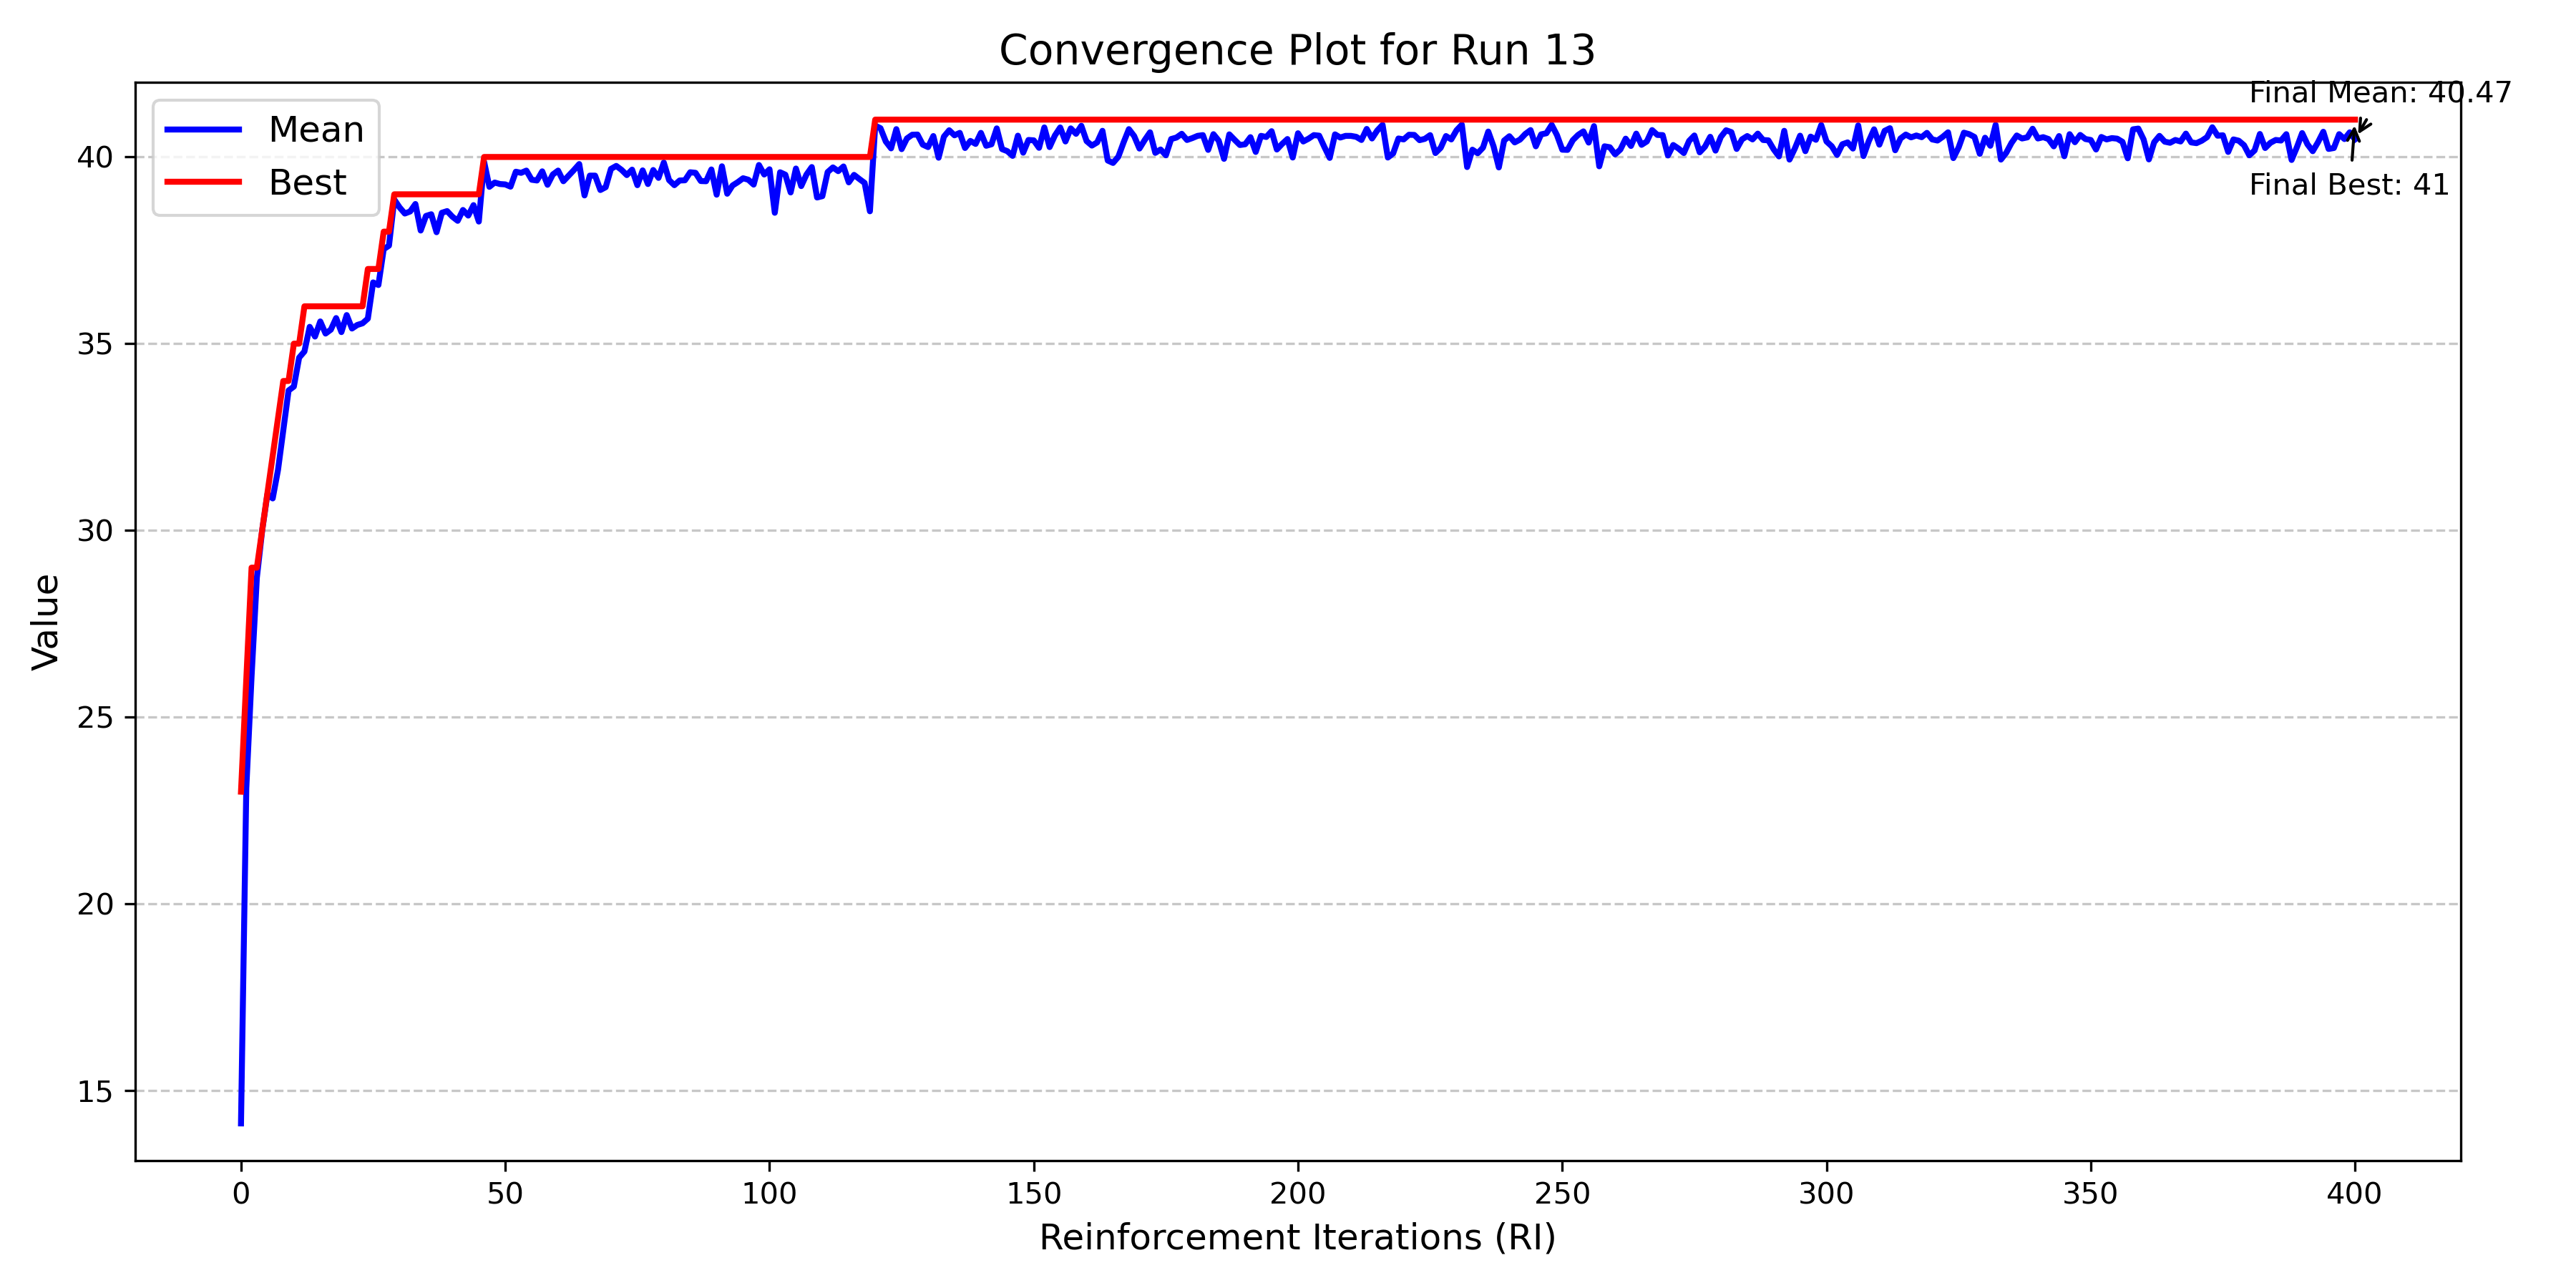 Convergence Plot for Run 13
Mean
Best
Final Mean: 40.47
Final Best: 41
Value
40
35
30
25
20
15
0 50 100 150 200 250 300 350 400
Reinforcement Iterations (RI)